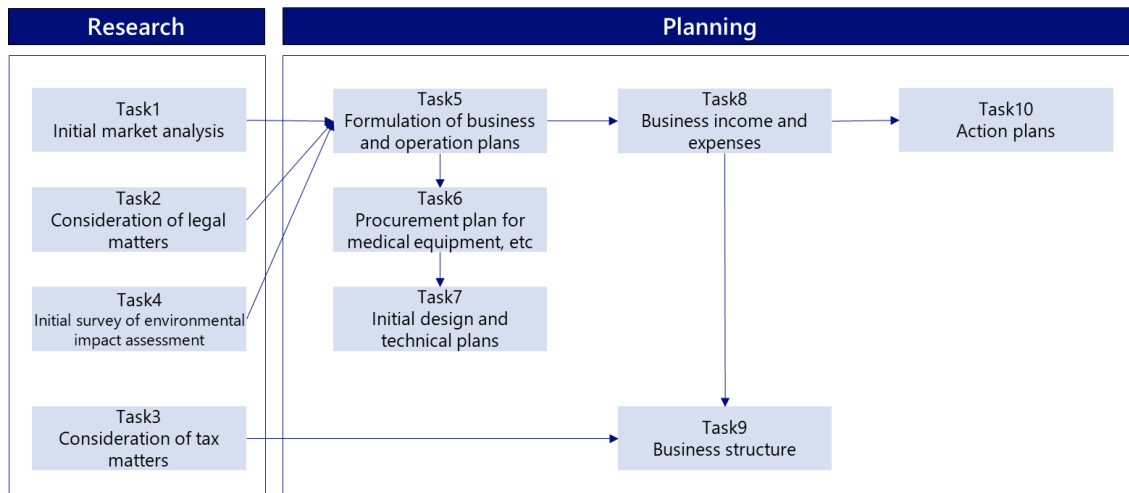 Research
Planning
Task1
Initial market analysis
Task2
Consideration of legal
matters
Task4
Initial survey of environmental
impact assessment
Task3
Consideration of tax
matters
Task5
Formulation of business
and operation plans
Task6
Procurement plan for
medical equipment, etc
Task7
Initial design and
technical plans
Task8
Business income and
expenses
Task9
Business structure
Task10
Action plans